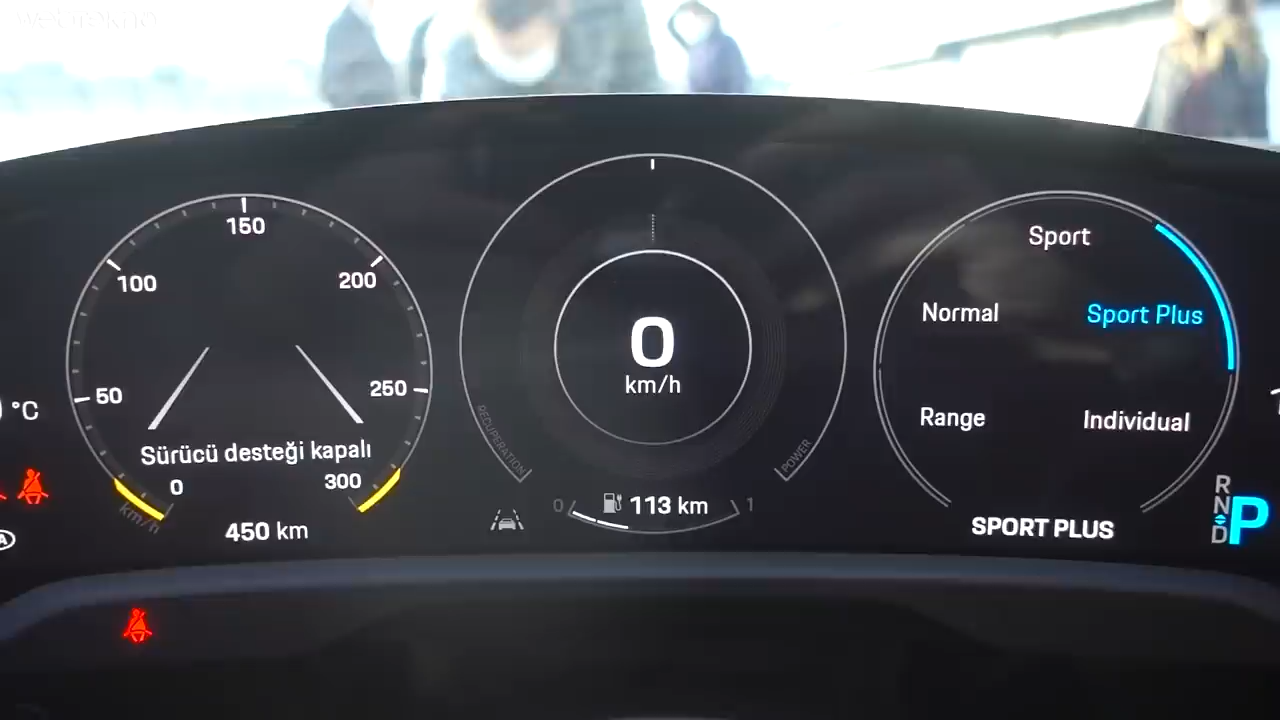 webtekno
150
100
200
50
250
°C
Sürücü desteği kapalı
0
300
km/h
450 km
0
km/h
RECUPERATION
POWER
0
113 km
1
Sport
Normal
Sport Plus
Range
Individual
SPORT PLUS
R
N
D
P
A